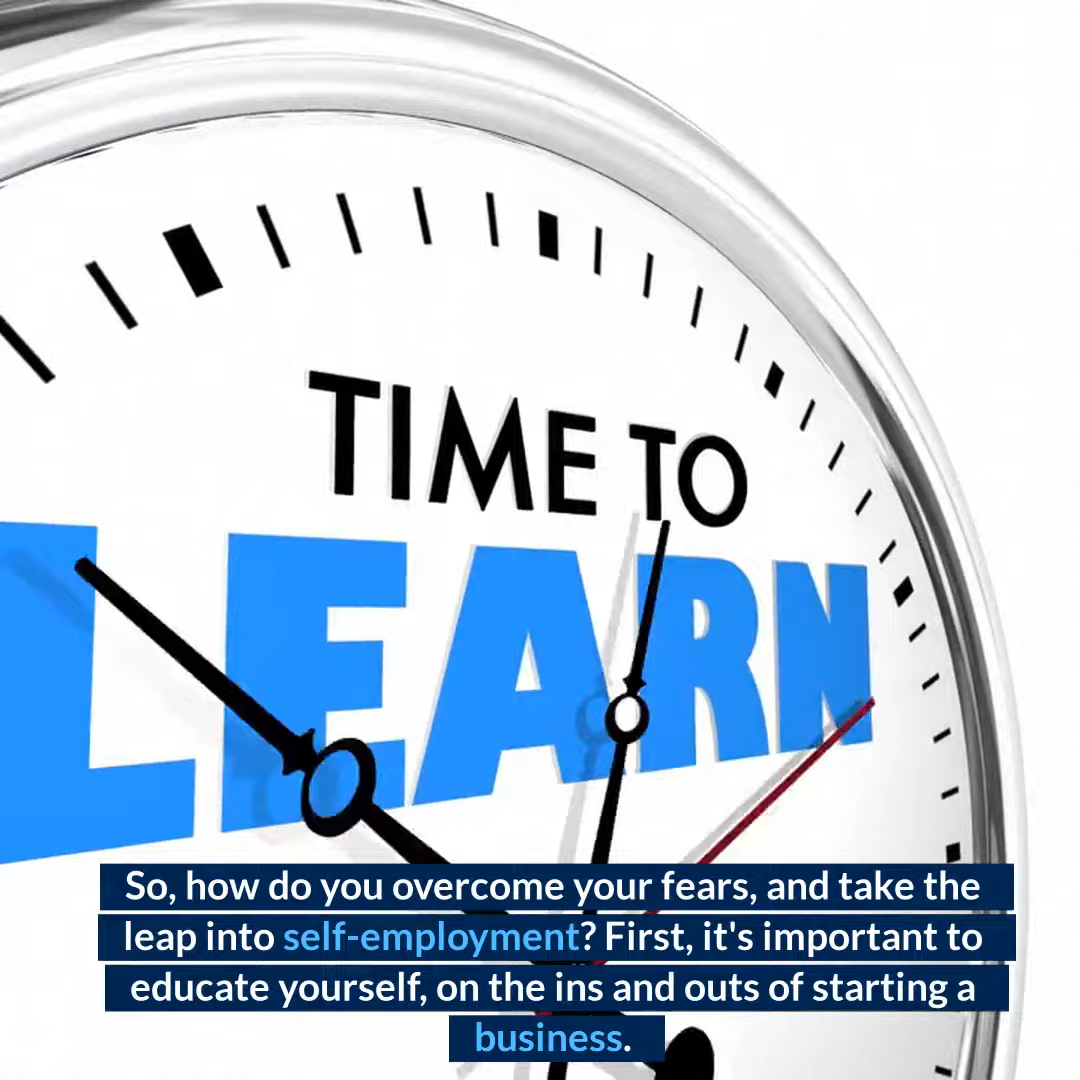 TIME TO
LEARN
So, how do you overcome your fears, and take the
leap into self-employment? First, it's important to
educate yourself, on the ins and outs of starting a
business.